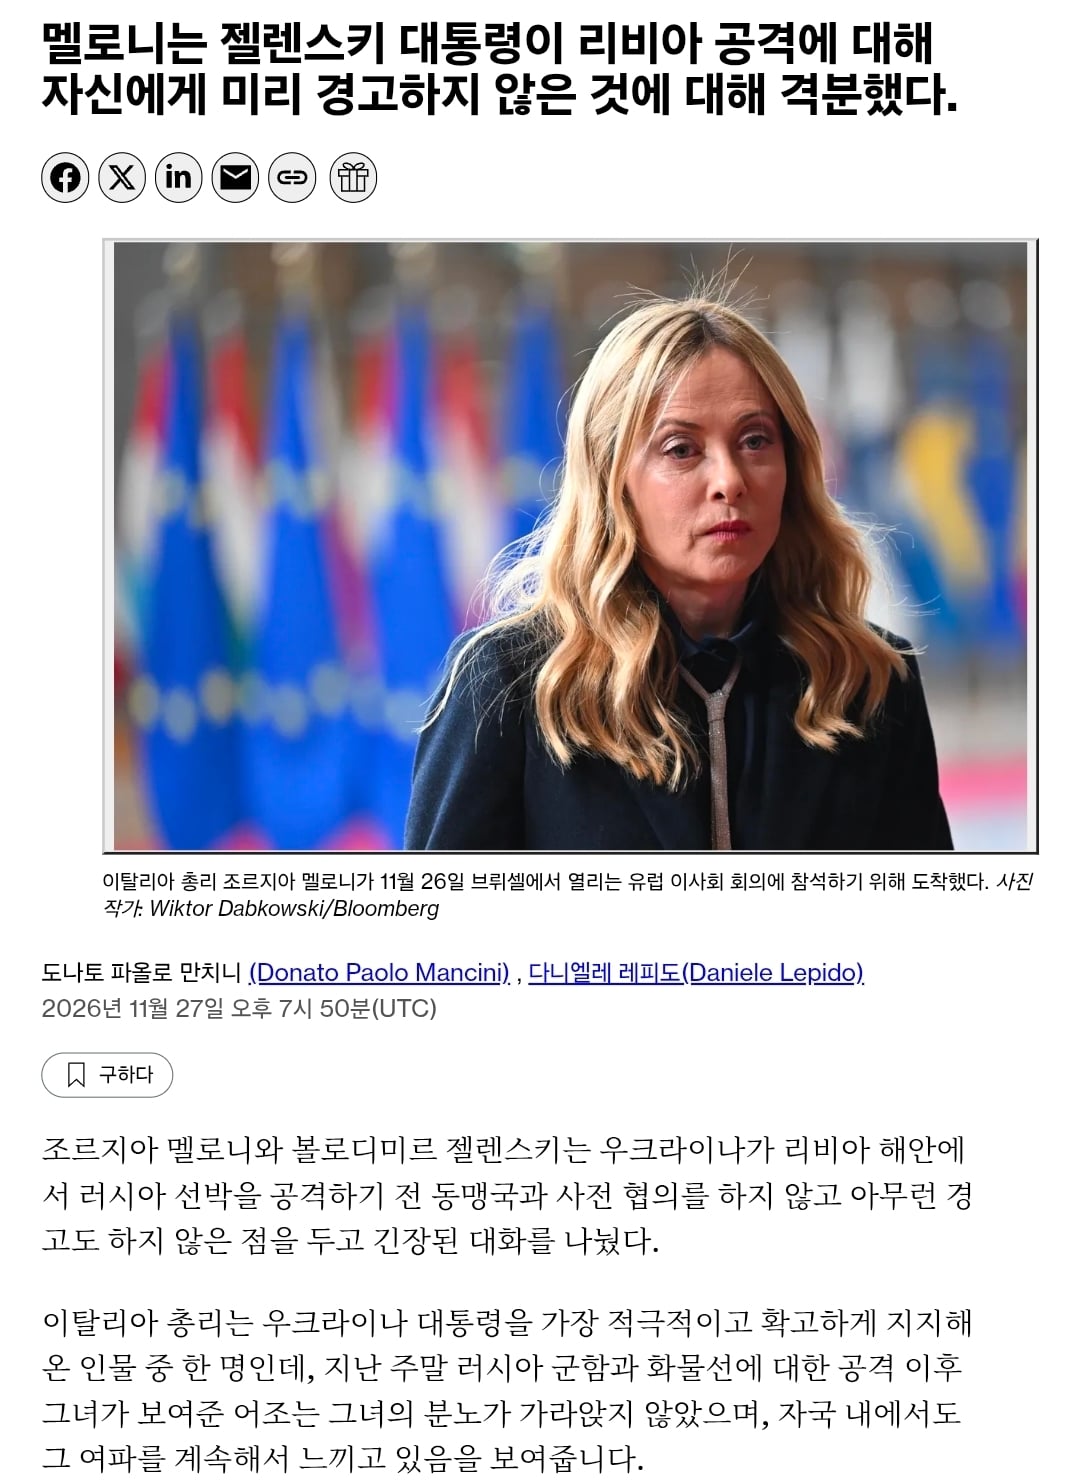 멜로니는 젤렌스키 대통령이 리비아 공격에 대해
자신에게 미리 경고하지 않은 것에 대해 격분했다.
이탈리아 총리 조르지아 멜로니가 11월 26일 브뤼셀에서 열리는 유럽 이사회 회의에 참석하기 위해 도착했다. 사진
작가: Wiktor Dabkowski/Bloomberg
도나토 파올로 만치니 (Donato Paolo Mancini) , 다니엘레 레피도(Daniele Lepido)
2026년 11월 27일 오후 7시 50분(UTC)
구하다
조르지아 멜로니와 볼로디미르 젤렌스키는 우크라이나가 리비아 해안에
서 러시아 선박을 공격하기 전 동맹국과 사전 협의를 하지 않고 아무런 경
고도 하지 않은 점을 두고 긴장된 대화를 나눴다.
이탈리아 총리는 우크라이나 대통령을 가장 적극적이고 확고하게 지지해
온 인물 중 한 명인데, 지난 주말 러시아 군함과 화물선에 대한 공격 이후
그녀가 보여준 어조는 그녀의 분노가 가라앉지 않았으며, 자국 내에서도
그 여파를 계속해서 느끼고 있음을 보여줍니다.